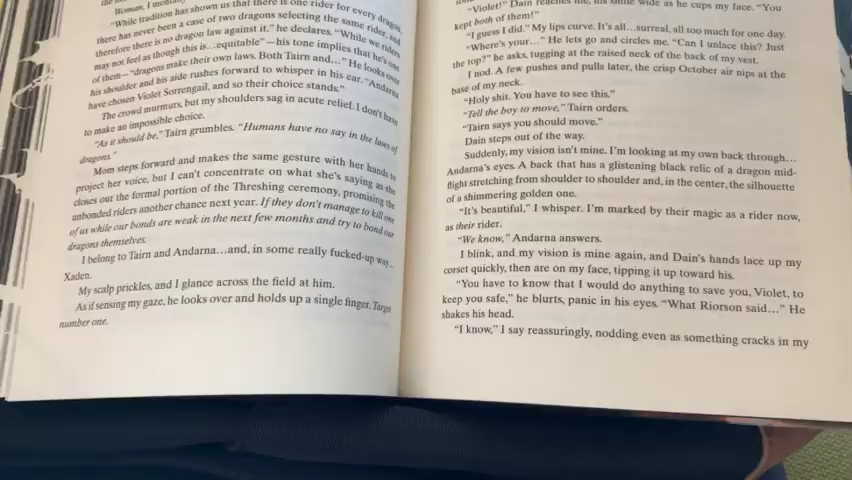 Woman, I
"While tradition has shown us that there is one rider for every dragon,
there has never been a case of two dragons selecting the same rider, and
therefore there is no dragon law against it," he declares. "While we riders
may not feel as though this is…equitable"—his tone implies that he's one
of them—"dragons make their own laws. Both Tairn and…" He looks over
his shoulder and his aide rushes forward to whisper in his ear. "Andarna
have chosen Violet Sorrengail, and so their choice stands."
The crowd murmurs, but my shoulders sag in acute relief. I don't have
to make an impossible choice.
"As it should be," Tairn grumbles. "Humans have no say in the laws of
dragons."
Mom steps forward and makes the same gesture with her hands to
project her voice, but I can't concentrate on what she's saying as she
closes out the formal portion of the Threshing ceremony, promising the
unbonded riders another chance next year. If they don't manage to kill one
of us while our bonds are weak in the next few months and try to bond our
dragons themselves.
I belong to Tairn and Andarna…and, in some really fucked-up way…
Xaden.
My scalp prickles, and I glance across the field at him.
As if sensing my gaze, he looks over and holds up a single finger. Target
number one.
"Violet!" Dain reaches me, his smile wide as he cups my face. "You
kept both of them!"
"I guess I did." My lips curve. It's all…surreal, all too much for one day.
"Where's your…" He lets go and circles me. "Can I unlace this? Just
the top?" he asks, tugging at the raised neck of the back of my vest.
I nod. A few pushes and pulls later, the crisp October air nips at the
base of my neck.
"Holy shit. You have to see this."
"Tell the boy to move," Tairn orders.
"Tairn says you should move."
Dain steps out of the way.
Suddenly, my vision isn't mine. I'm looking at my own back through…
Andarna's eyes. A back that has a glistening black relic of a dragon mid-
flight stretching from shoulder to shoulder and, in the center, the silhouette
of a shimmering golden one.
"It's beautiful," I whisper. I'm marked by their magic as a rider now,
as their rider.
"We know," Andarna answers.
I blink, and my vision is mine again, and Dain's hands lace up my
corset quickly, then are on my face, tipping it up toward his.
"You have to know that I would do anything to save you, Violet, to
keep you safe," he blurts, panic in his eyes. "What Riorson said…" He
shakes his head.
"I know," I say reassuringly, nodding even as something cracks in my